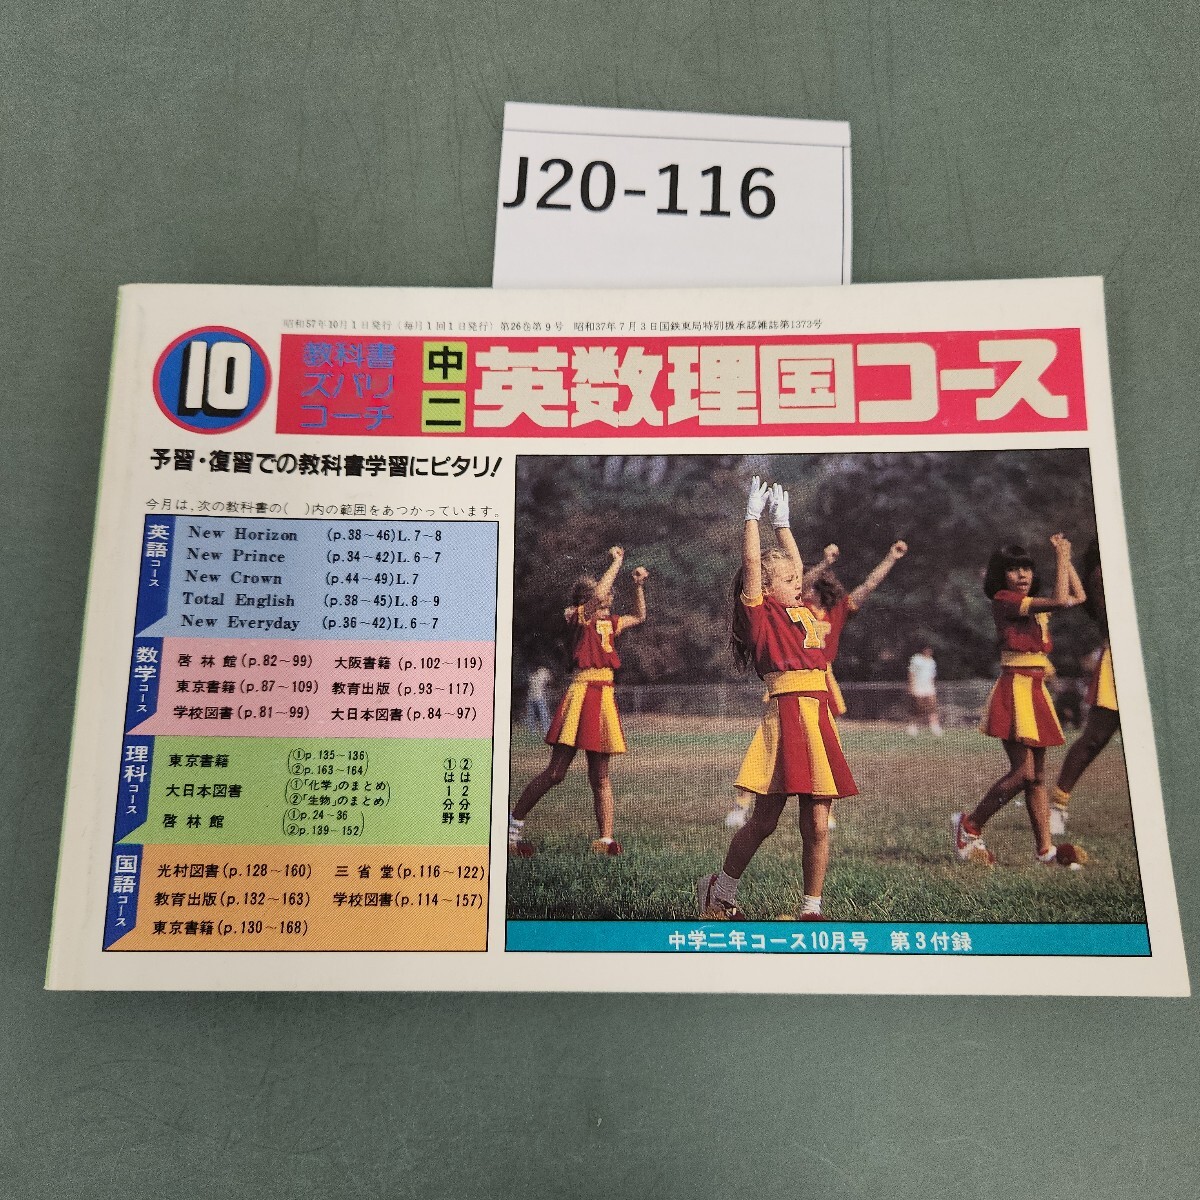 J20-116
昭和57年10月1日発行(毎月1回1日発行) 第26巻第9号 昭和37年7月3日国鉄東局特別扱承認雑誌第1373号
10
教科書
ズバリ
コーチ
中二
英数理国コース
予習・復習での教科書学習にピタリ!
今月は、次の教科書の( )内の範囲をあつかっています。
英語コース
New Horizon (p.38~46)L.7~8
New Prince (p.34~42)L.6~7
New Crown (p.44~49)L.7
Total English (p.38~45)L.8~9
New Everyday (p.36~42)L.6~7
数学コース
啓林館(p.82~99) 大阪書籍(p.102~119)
東京書籍(p.87~109) 教育出版(p.93~117)
学校図書(p.81~99) 大日本図書(p.84~97)
理科コース
東京書籍 (①p.135~136 ②p.163~164)
大日本図書 (①「化学」のまとめ ②「生物」のまとめ)
啓林館 (①p.24~36 ②p.139~152)
①は1分野
②は2分野
国語コース
光村図書(p.128~160) 三省堂(p.116~122)
教育出版(p.132~163) 学校図書(p.114~157)
東京書籍(p.130~168)
T
中学二年コース10月号 第3付録